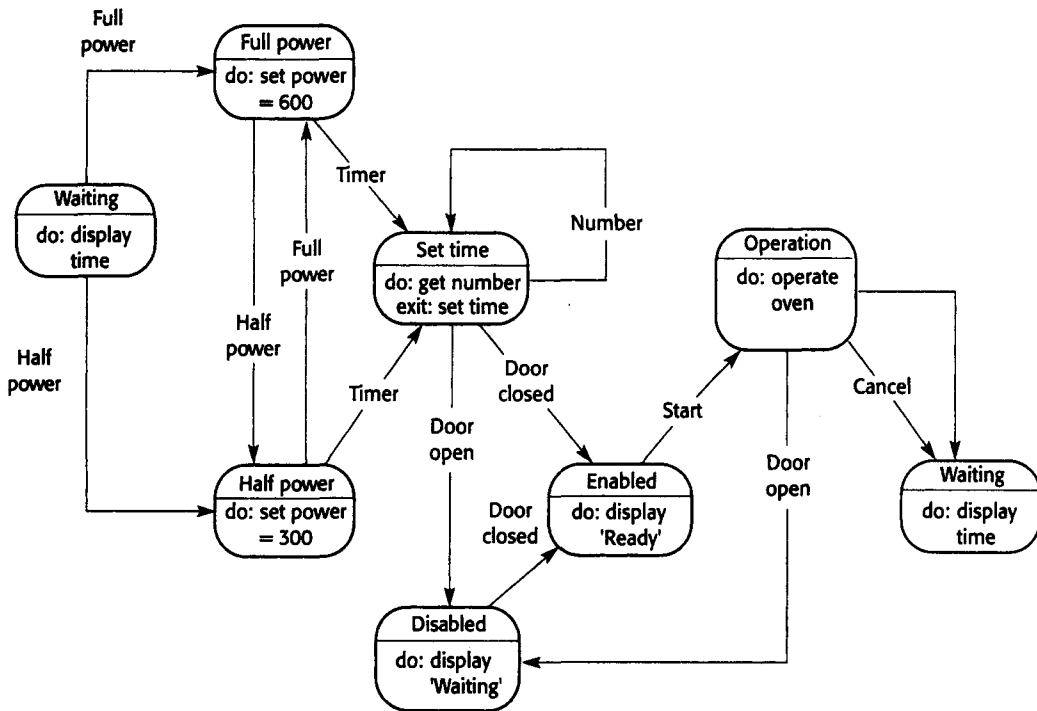 Full
power
Full power
do: set power
= 600
Timer
Waiting
do: display
time
Full
power
Number
Set time
do: get number
exit: set time
Operation
do: operate
oven
Half
power
Half
power
Timer
Door
closed
Start
Cancel
Door
open
Door
open
Half power
do: set power
= 300
Enabled
do: display
'Ready'
Waiting
do: display
time
Door
closed
Disabled
do: display
'Waiting'